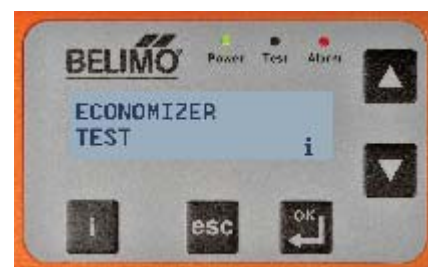 BELIMO
Power Test Alarm
ECONOMIZER
TEST
i
i
esc
OK